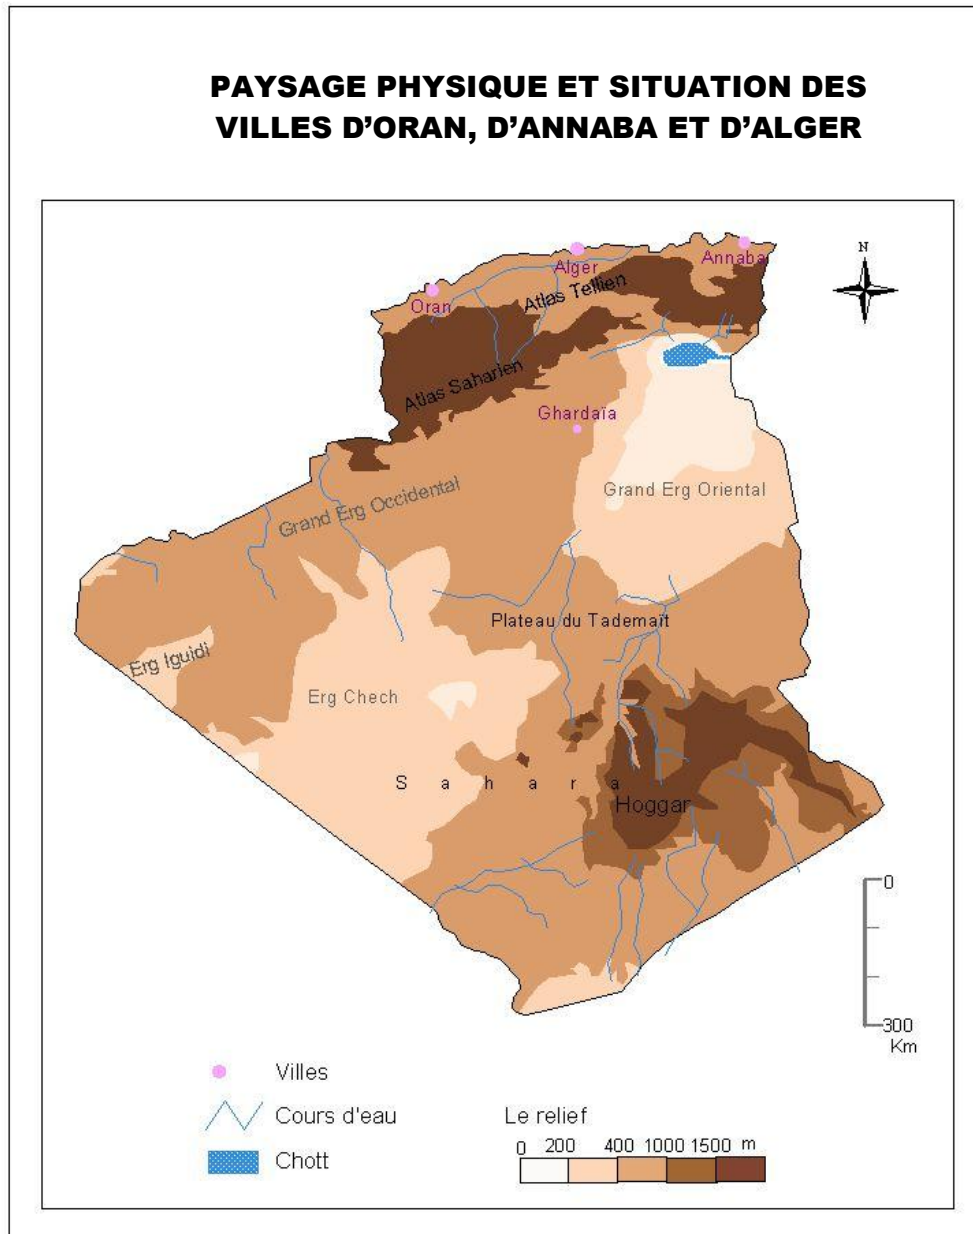 PAYSAGE PHYSIQUE ET SITUATION DES
VILLES D'ORAN, D'ANNABA ET D'ALGER
N
Annaba
Alger
Atlas Tellien
Oran
Atlas Saharien
Ghardaïa
Grand Erg Occidental
Grand Erg Oriental
Plateau du Tademaït
Erg Iguidi
Erg Chech
Sahara
Hoggar
0
300
Km
Villes
Cours d'eau
Chott
Le relief
0 200 400 1000 1500 m